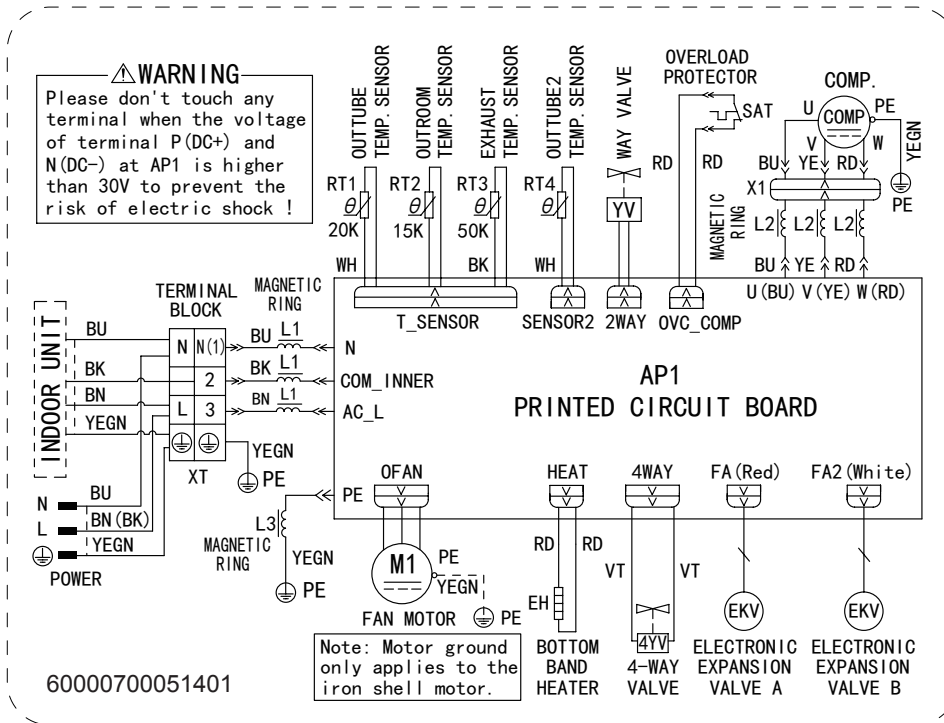 ⚠WARNING
Please don't touch any
terminal when the voltage
of terminal P(DC+) and
N(DC-) at AP1 is higher
than 30V to prevent the
risk of electric shock !
OUTTUBE
TEMP. SENSOR
OUTROOM
TEMP. SENSOR
EXHAUST
TEMP. SENSOR
OUTTUBE2
TEMP. SENSOR
WAY VALVE
OVERLOAD
PROTECTOR
SAT
RD
RD
COMP.
U
COMP
PE
V
W
YEGN
PE
BU
YE
RD
X1
L2
L2
L2
MAGNETIC
RING
BU
YE
RD
U(BU) V(YE) W(RD)
RT1
RT2
RT3
RT4
θ
θ
θ
θ
YV
20K
15K
50K
WH
BK
WH
T_SENSOR
SENSOR2
2WAY
OVC_COMP
TERMINAL
BLOCK
MAGNETIC
RING
INDOOR UNIT
BU
N
N(1)
BU
L1
N
BK
2
BK
L1
COM_INNER
BN
L
3
BN
L1
AC_L
YEGN
XT
YEGN
PE
AP1
PRINTED CIRCUIT BOARD
N
BU
L
BN(BK)
YEGN
POWER
PE
L3
MAGNETIC
RING
YEGN
PE
OFAN
HEAT
4WAY
FA(Red)
FA2(White)
M1
PE
YEGN
PE
FAN MOTOR
RD
RD
EH
BOTTOM
BAND
HEATER
VT
VT
4YV
4-WAY
VALVE
EKV
ELECTRONIC
EXPANSION
VALVE A
EKV
ELECTRONIC
EXPANSION
VALVE B
Note: Motor ground
only applies to the
iron shell motor.
60000700051401